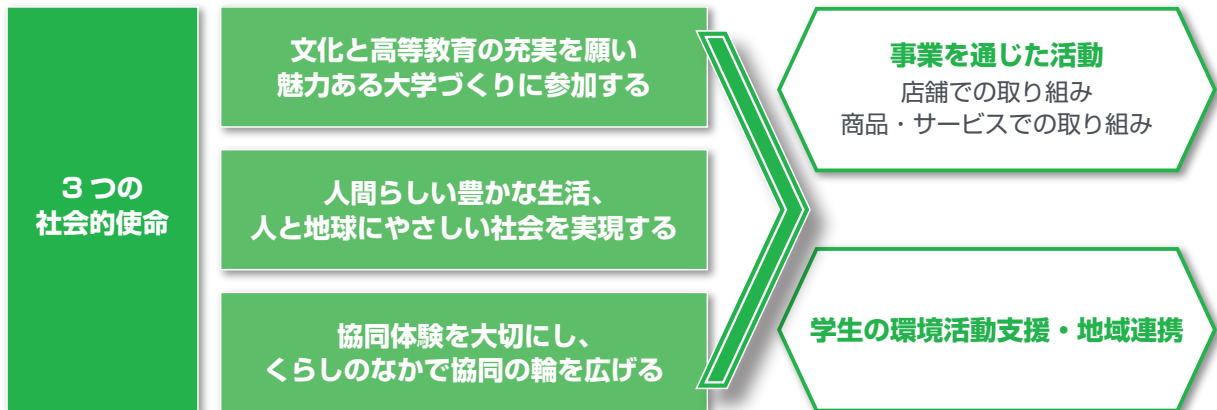 3つの
社会的使命
文化と高等教育の充実を願い
魅力ある大学づくりに参加する
人間らしい豊かな生活、
人と地球にやさしい社会を実現する
協同体験を大切にし、
くらしのなかで協同の輪を広げる
事業を通じた活動
店舗での取り組み
商品・サービスでの取り組み
学生の環境活動支援・地域連携